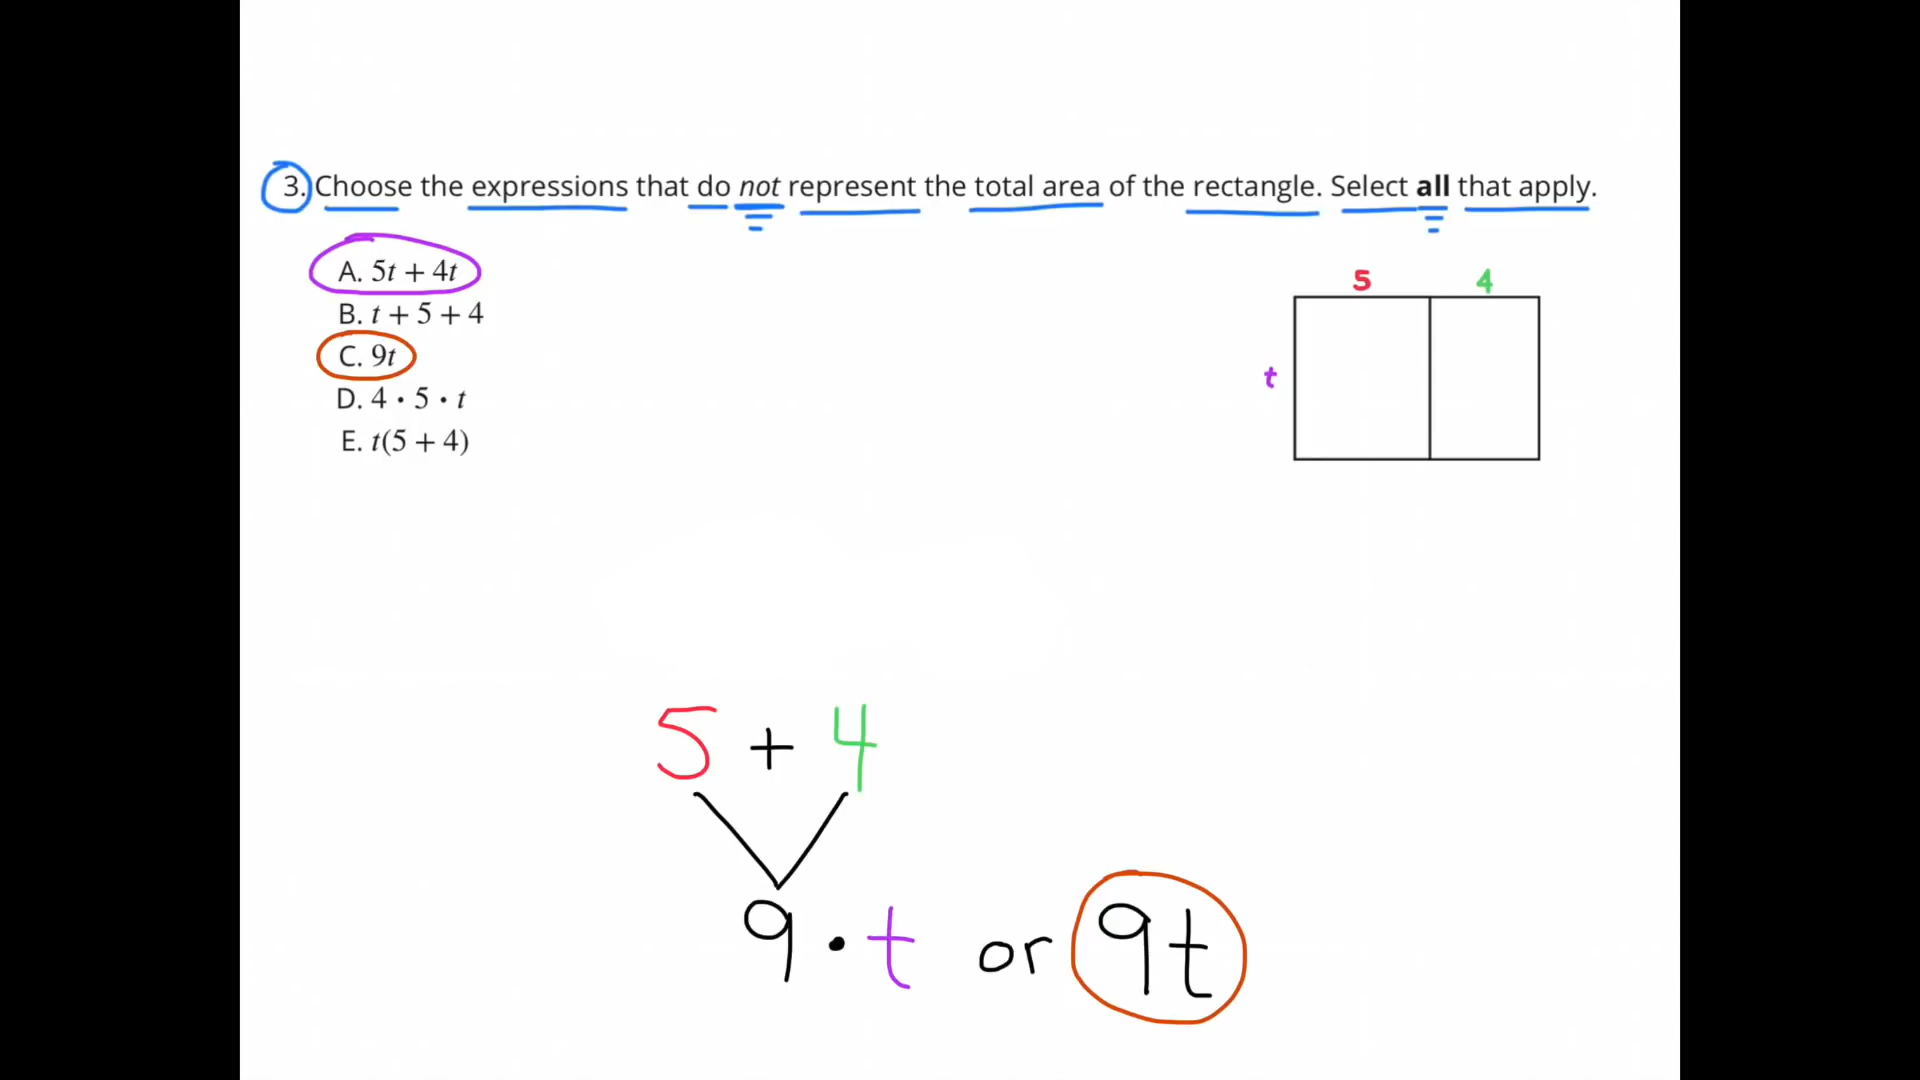 3. Choose the expressions that do not represent the total area of the rectangle. Select all that apply.
A. 5t + 4t
B. t + 5 + 4
C. 9t
D. 4 • 5 • t
E. t(5 + 4)
5 4
t
5 + 4
9 • t or 9t